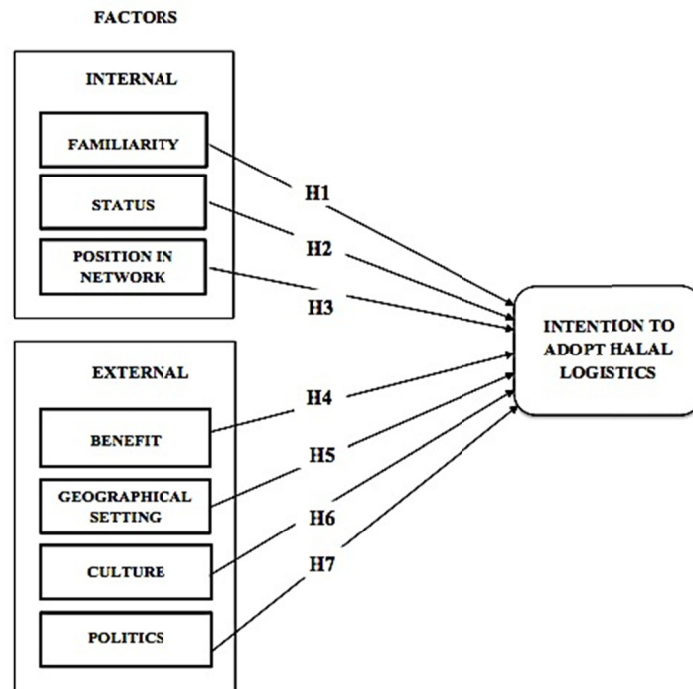 FACTORS
INTERNAL
FAMILIARITY
STATUS
POSITION IN
NETWORK
H1
H2
H3
EXTERNAL
BENEFIT
GEOGRAPHICAL
SETTING
CULTURE
POLITICS
H4
H5
H6
H7
INTENTION TO
ADOPT HALAL
LOGISTICS